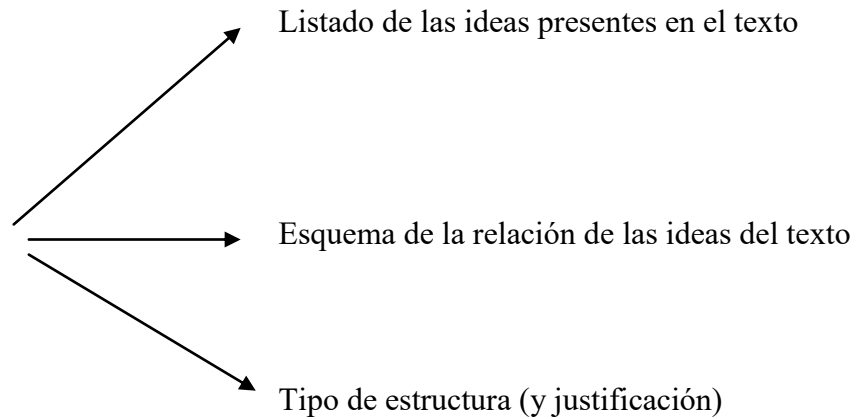 Listado de las ideas presentes en el texto
Esquema de la relación de las ideas del texto
Tipo de estructura (y justificación)